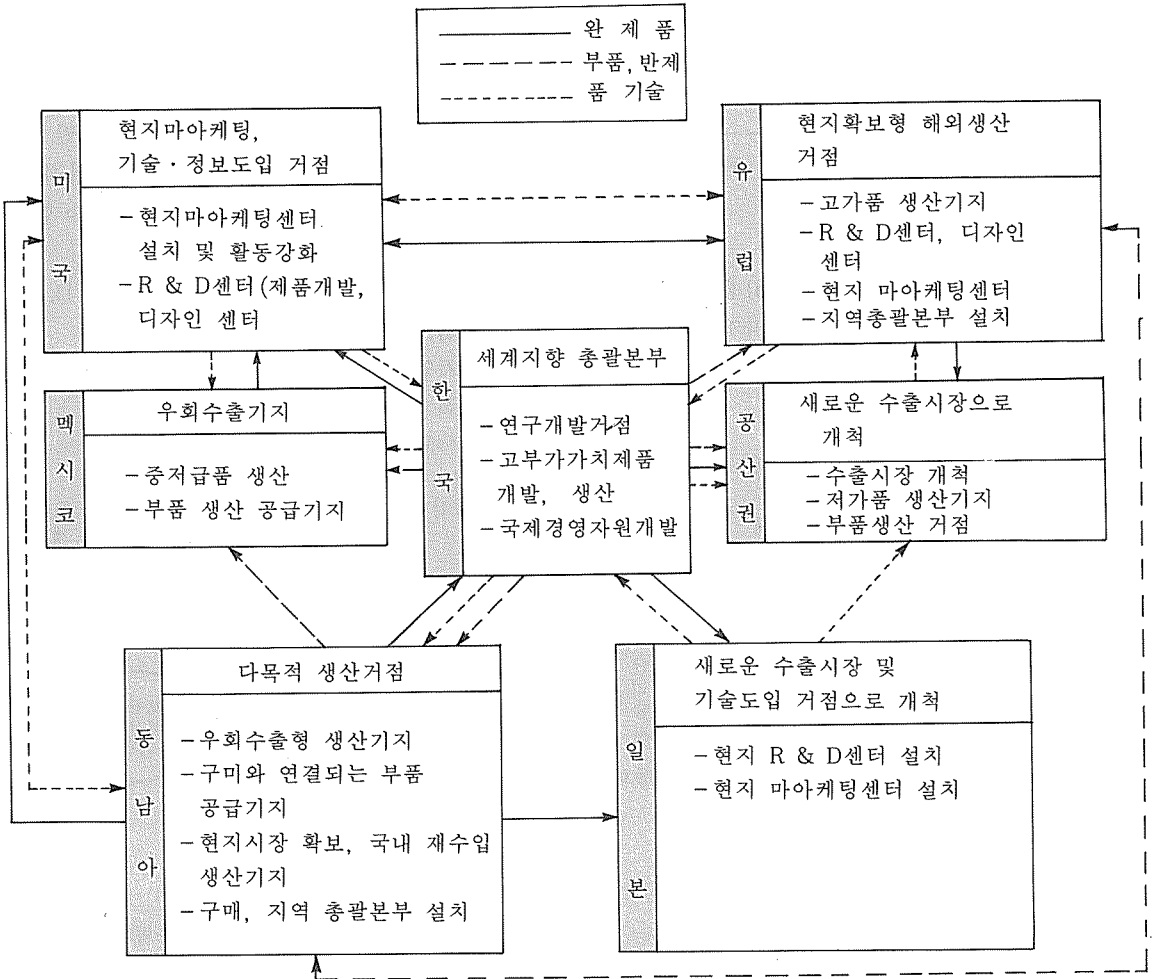 완 제 품
부품, 반제
품 기술
미국
현지마아케팅,
기술·정보도입 거점
-현지마아케팅센터
설치 및 활동강화
-R & D센터(제품개발,
디자인 센터
유럽
현지확보형 해외생산
거점
-고가품 생산기지
-R & D센터, 디자인
센터
-현지 마아케팅센터
-지역총괄본부 설치
한국
세계지향 총괄본부
-연구개발거점
-고부가가치제품
개발, 생산
-국제경영자원개발
멕시코
우회수출기지
-중저급품 생산
-부품 생산 공급기지
공산권
새로운 수출시장으로
개척
-수출시장 개척
-저가품 생산기지
-부품생산 거점
동남아
다목적 생산거점
-우회수출형 생산기지
-구미와 연결되는 부품
공급기지
-현지시장 확보, 국내 재수입
생산기지
-구매, 지역 총괄본부 설치
일본
새로운 수출시장 및
기술도입 거점으로 개척
-현지 R & D센터 설치
-현지 마아케팅센터 설치